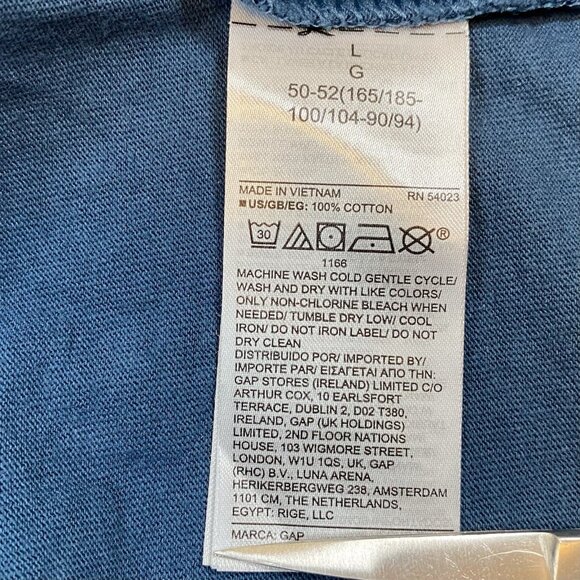 L
G
50-52(165/185-
100/104-90/94)
MADE IN VIETNAM RN 54023
■US/GB/EG: 100% COTTON
30 ®
1166
MACHINE WASH COLD GENTLE CYCLE/
WASH AND DRY WITH LIKE COLORS/
ONLY NON-CHLORINE BLEACH WHEN
NEEDED/ TUMBLE DRY LOW/ COOL
IRON/ DO NOT IRON LABEL/ DO NOT
DRY CLEAN
DISTRIBUIDO POR/ IMPORTED BY/
IMPORTE PAR/ ΕΙΣΑΓΕΤΑΙ ΑΠΟ ΤΗΝ:
GAP STORES (IRELAND) LIMITED C/O
ARTHUR COX, 10 EARLSFORT
TERRACE, DUBLIN 2, D02 T380,
IRELAND, GAP (UK HOLDINGS)
LIMITED, 2ND FLOOR NATIONS
HOUSE, 103 WIGMORE STREET,
LONDON, W1U 1QS, UK, GAP
(RHC) B.V., LUNA ARENA,
HERIKERBERGWEG 238, AMSTERDAM
1101 CM, THE NETHERLANDS,
EGYPT: RIGE, LLC
MARCA: GAP